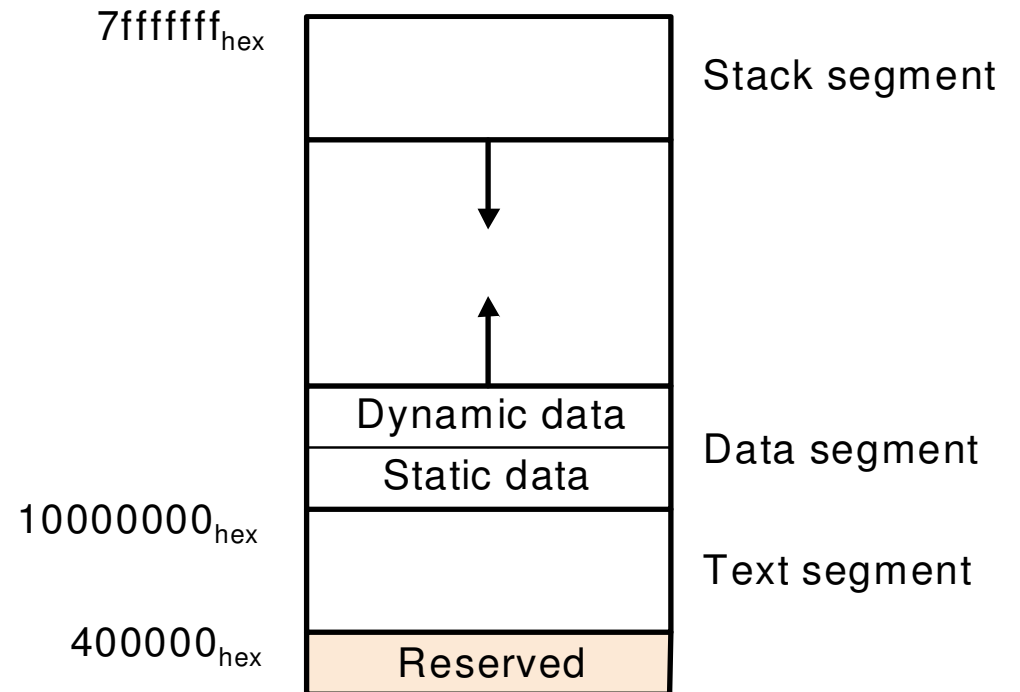 7fffffffhex
Stack segment
Dynamic data
Data segment
Static data
10000000hex
Text segment
400000hex
Reserved